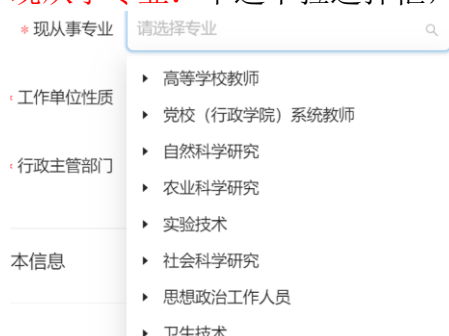 * 现从事专业 请选择专业
高等学校教师
* 工作单位性质
党校（行政学院）系统教师
自然科学研究
* 行政主管部门
农业科学研究
实验技术
本信息
社会科学研究
思想政治工作人员
卫生技术